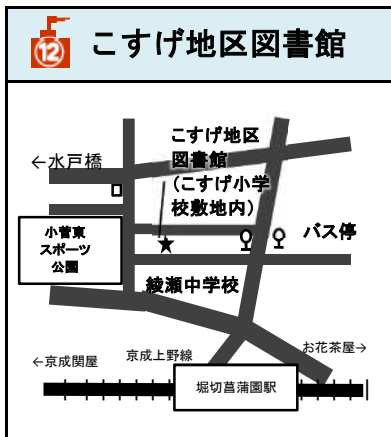 ⑫ こすげ地区図書館
こすげ地区
図書館
(こすげ小学
校敷地内)
←水戸橋
小菅東
スポーツ
公園
バス停
綾瀬中学校
お花茶屋→
京成上野線
←京成関屋
堀切菖蒲園駅